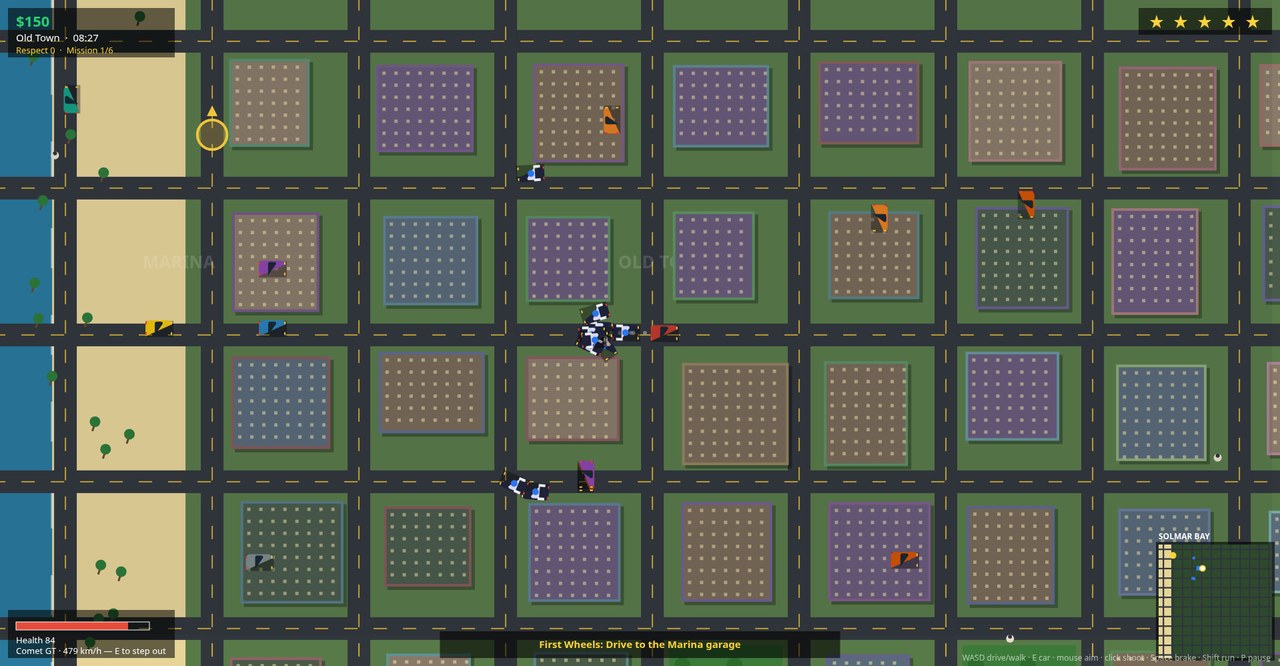 $150
Old Town · 08:27
Respect 0 · Mission 1/6
★ ★ ★ ★ ★
MARINA
OLD TO
SOLMAR BAY
Health 84
Comet GT · 479 km/h — E to step out
First Wheels: Drive to the Marina garage
WASD drive/walk · E car · mouse aim · click shoot · Space brake · Shift run · P pause